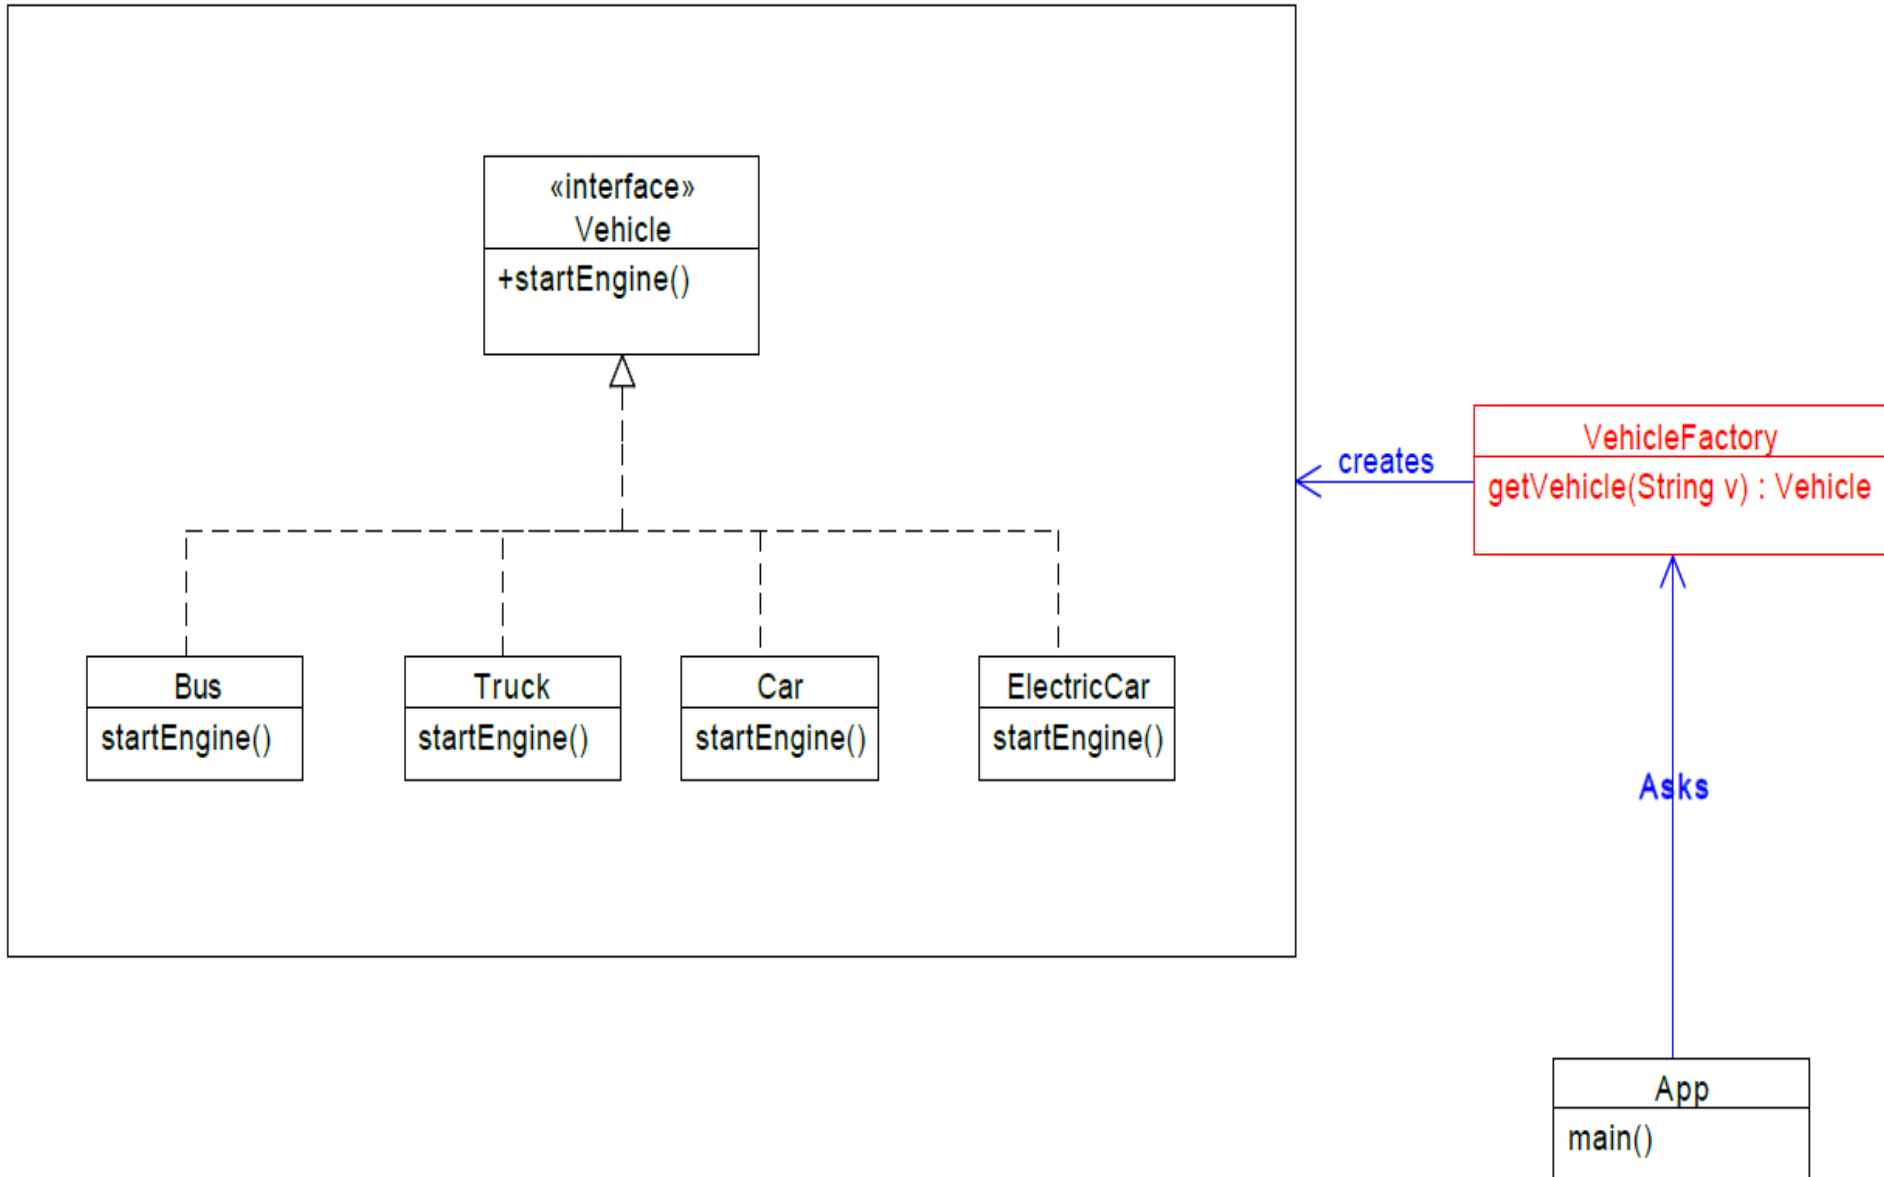 «interface»
Vehicle
+startEngine()
VehicleFactory
creates
getVehicle(String v) : Vehicle
Bus
startEngine()
Truck
startEngine()
Car
startEngine()
ElectricCar
startEngine()
Asks
App
main()